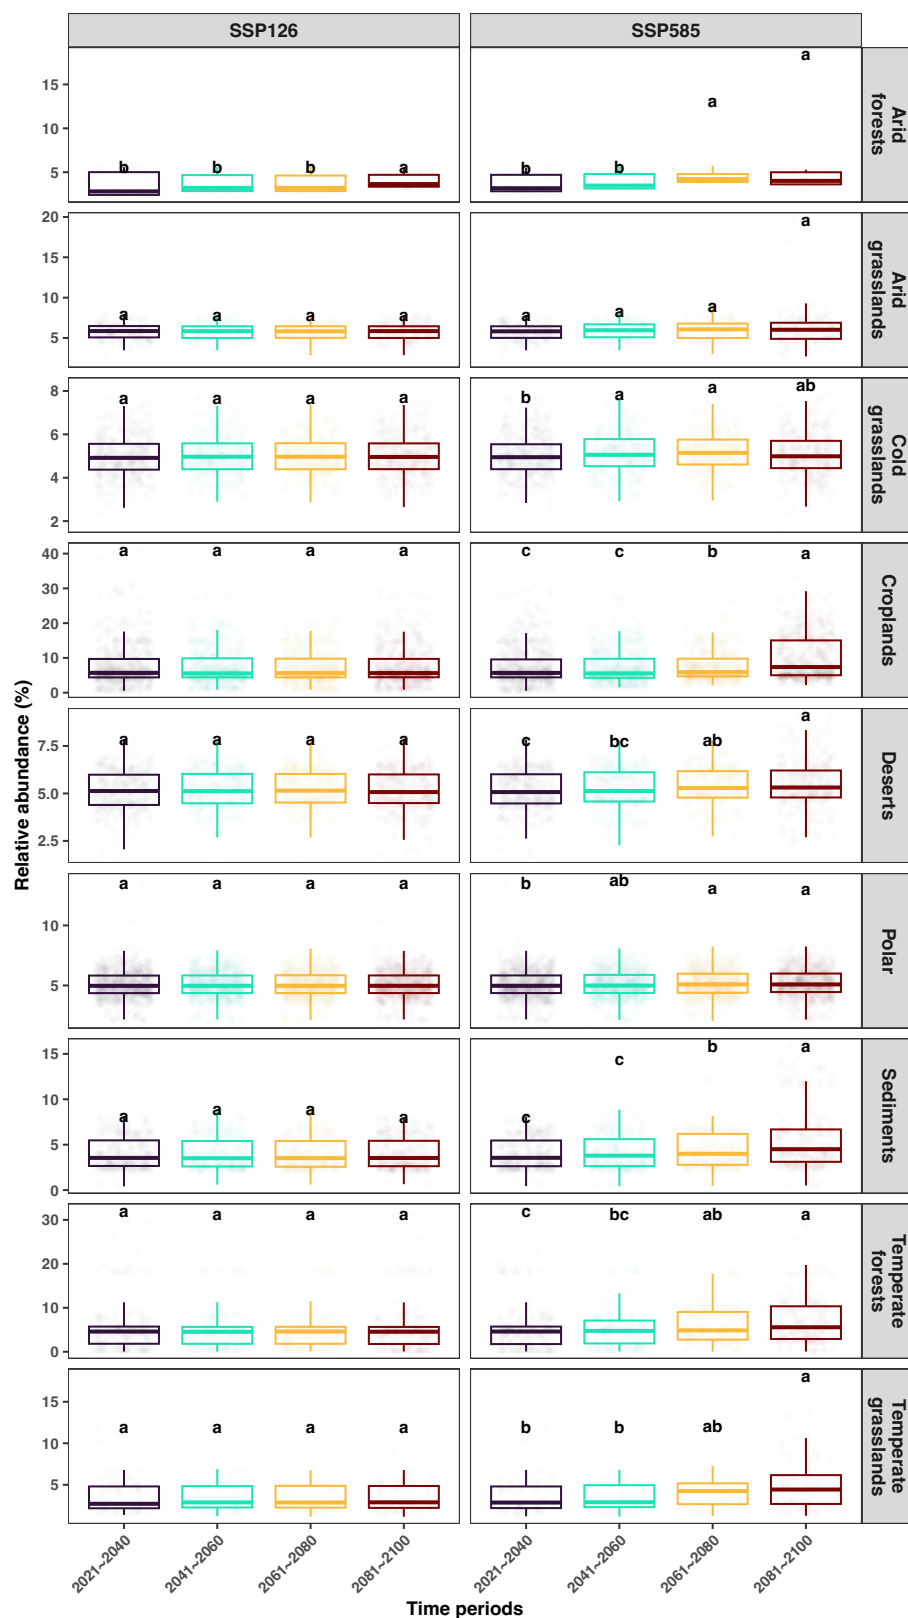 SSP126 SSP585
15
10
5
b b b a
b b a a
Arid
forests
20
15
10
5
a a a a
a a a a
Arid
grasslands
8
6
4
2
a a a a
b a a ab
Cold
grasslands
40
30
20
10
0
a a a a
c c b a
Croplands
7.5
5.0
2.5
a a a a
c bc ab a
Deserts
10
5
a a a a
b ab a a
Polar
15
10
5
0
a a a a
c c b a
Sediments
30
20
10
0
a a a a
c bc ab a
Temperate
forests
15
10
5
a a a a
b b ab a
Temperate
grasslands
Relative abundance (%)
2021~2040 2041~2060 2061~2080 2081~2100 2021~2040 2041~2060 2061~2080 2081~2100
Time periods